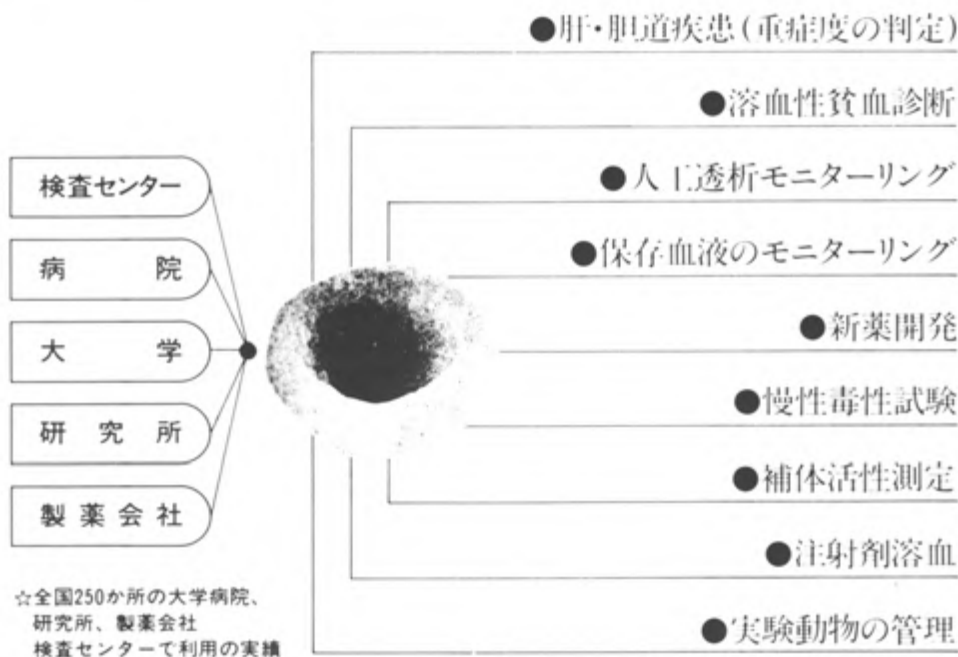 ●肝・胆道疾患(重症度の判定)
●溶血性貧血診断
●人工透析モニターリング
●保存血液のモニターリング
●新薬開発
●慢性毒性試験
●補体活性測定
●注射剤溶血
●実験動物の管理
検査センター
病院
大学
研究所
製薬会社
☆全国250か所の大学病院、
研究所、製薬会社
検査センターで利用の実績